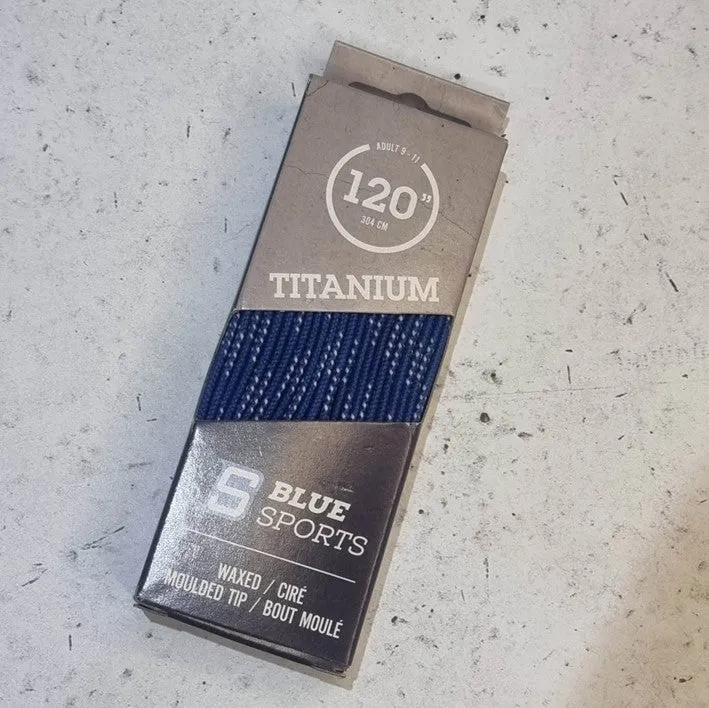 ADULT 9 - 11
120"
304 CM
TITANIUM
S
BLUE
SPORTS
WAXED / CIRÉ
MOULDED TIP / BOUT MOULÉ